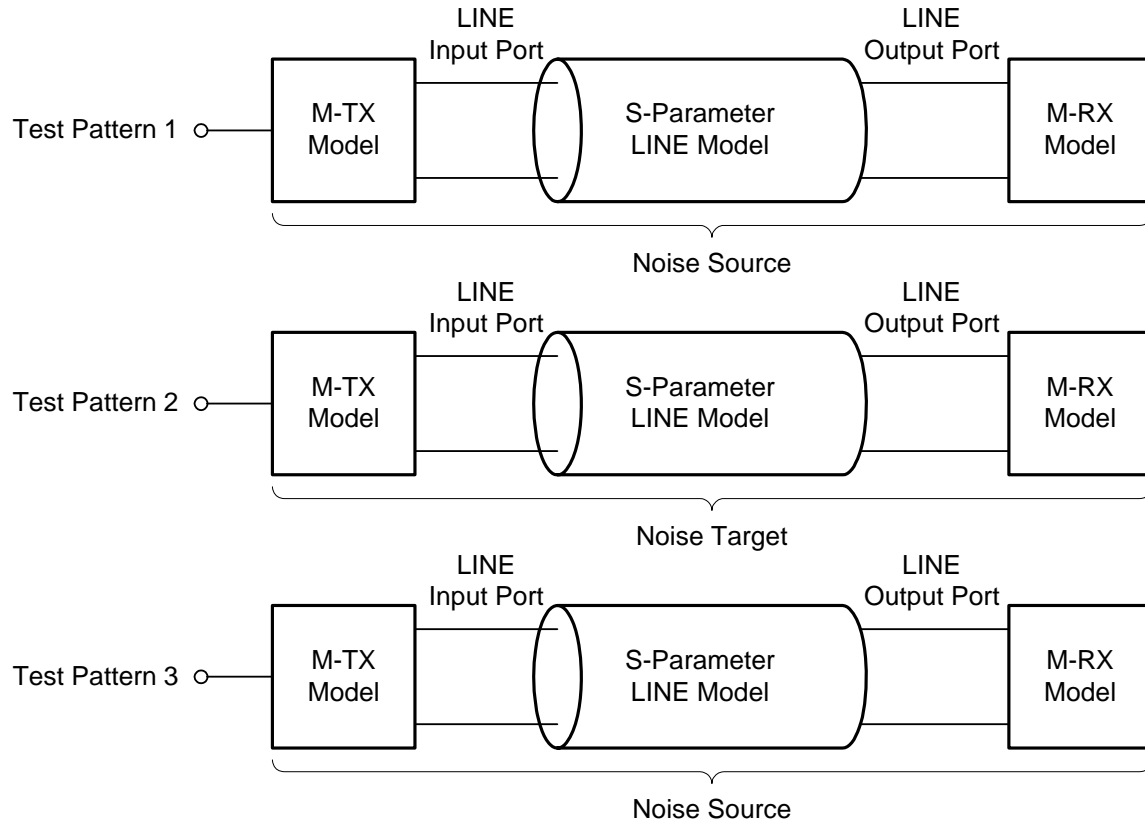 LINE
Input Port
LINE
Output Port
Test Pattern 1
M-TX
Model
S-Parameter
LINE Model
M-RX
Model
Noise Source
LINE
Input Port
LINE
Output Port
Test Pattern 2
M-TX
Model
S-Parameter
LINE Model
M-RX
Model
Noise Target
LINE
Input Port
LINE
Output Port
Test Pattern 3
M-TX
Model
S-Parameter
LINE Model
M-RX
Model
Noise Source